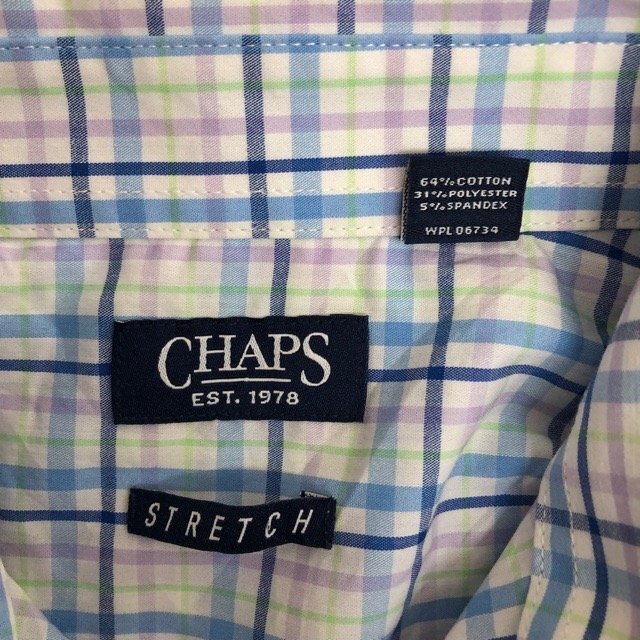 64% COTTON
31% POLYESTER
5% SPANDEX
WPL 06734
CHAPS
EST. 1978
STRETCH